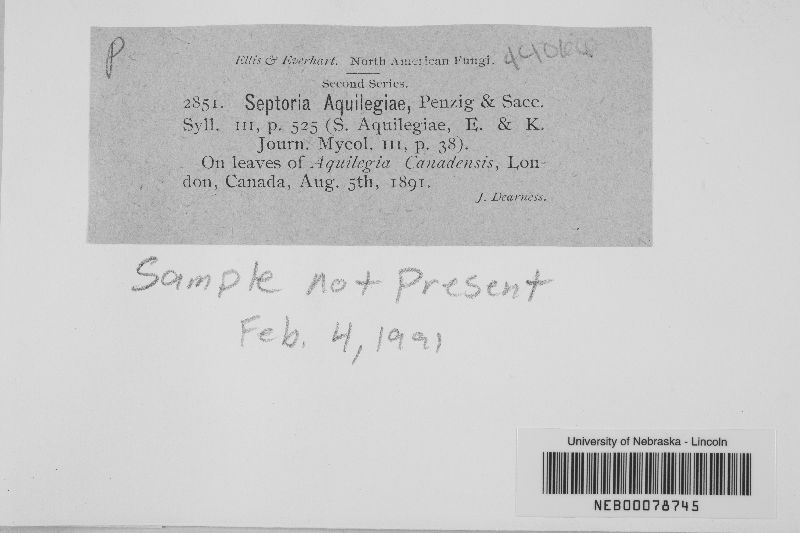 P
Ellis & Everhart. North American Fungi.
Second Series.
2851. Septoria Aquilegiae, Penzig & Sacc.
Syll. III, p. 525 (S. Aquilegiae, E. & K.
Journ. Mycol. III, p. 38).
On leaves of Aquilegia Canadensis, Lon-
don, Canada, Aug. 5th, 1891.
J. Dearness.
Sample not Present
Feb. 4, 1991
University of Nebraska - Lincoln
NEB00078745